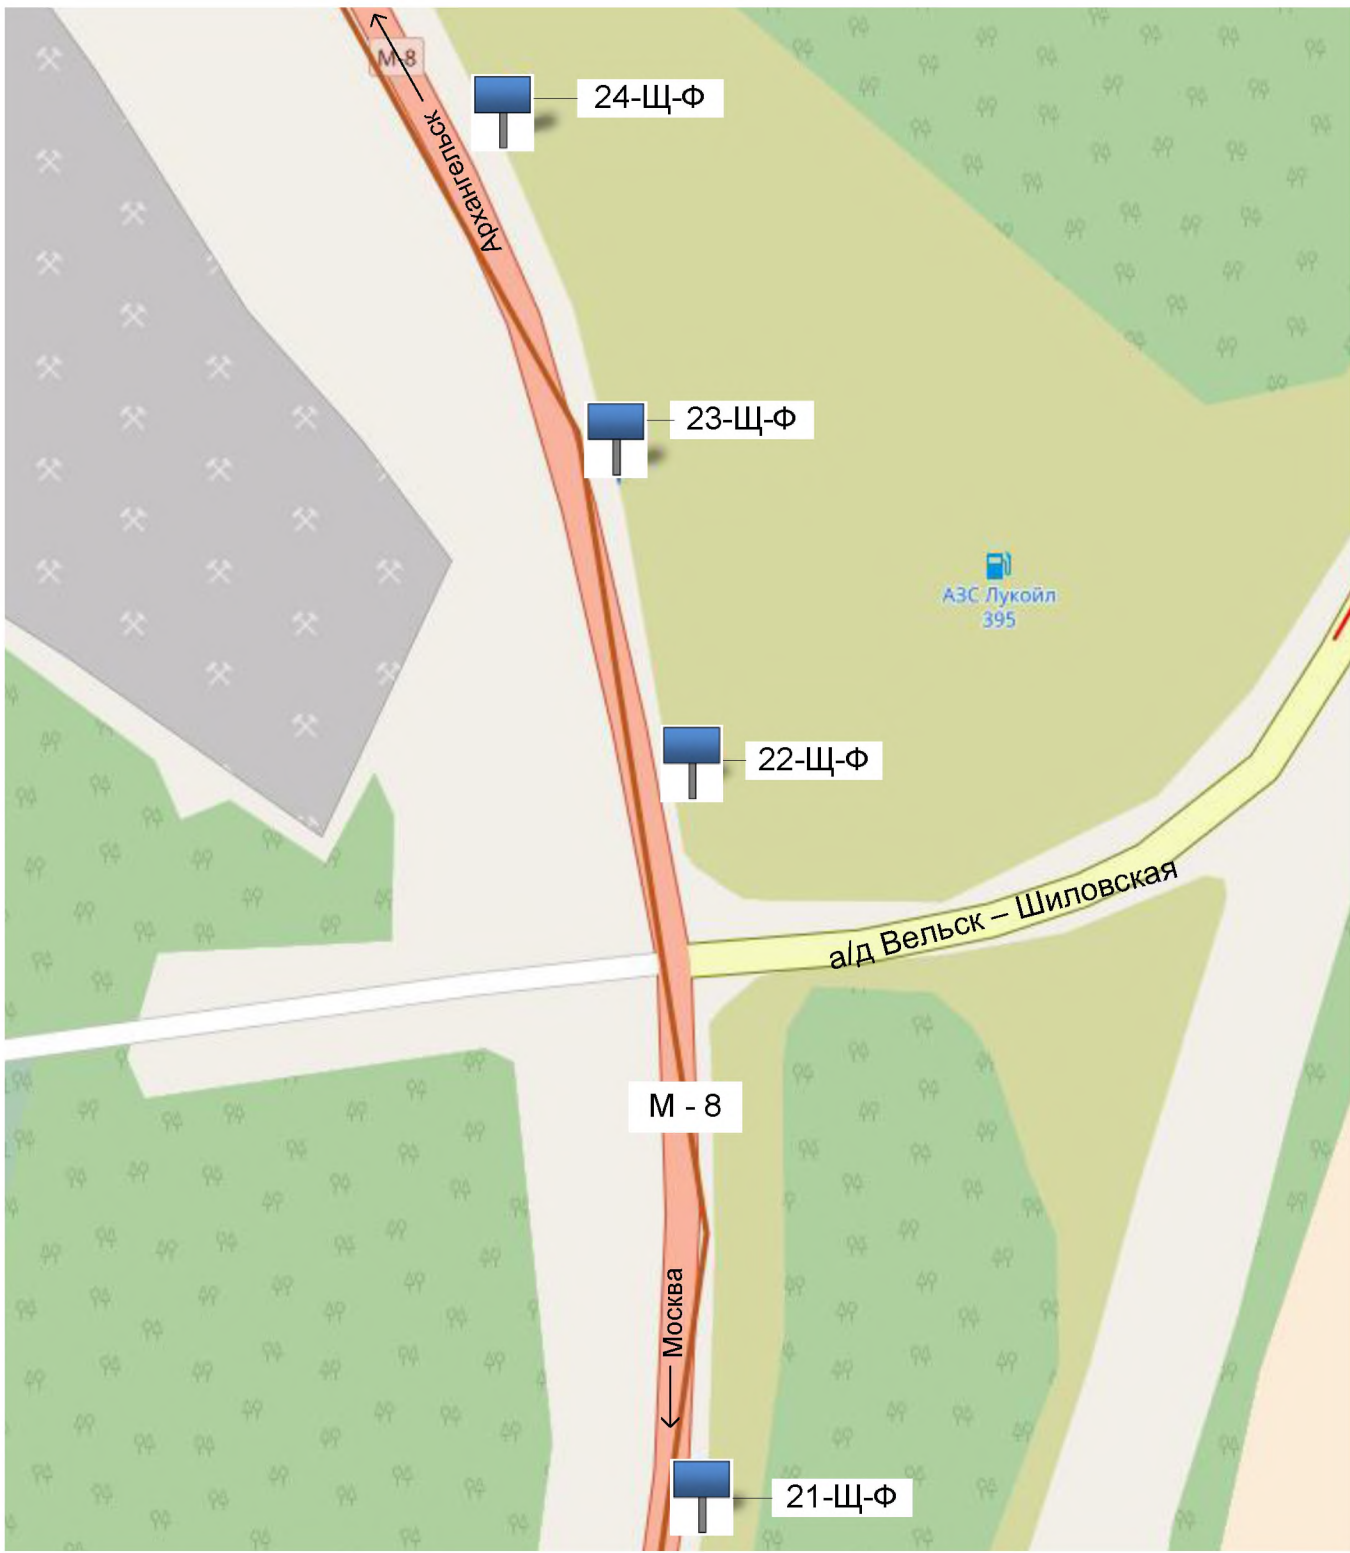 М-8
24-Щ-Ф
Архангельск
23-Щ-Ф
АЗС Лукойл
395
22-Щ-Ф
а/д Вельск – Шиловская
М - 8
Москва
21-Щ-Ф